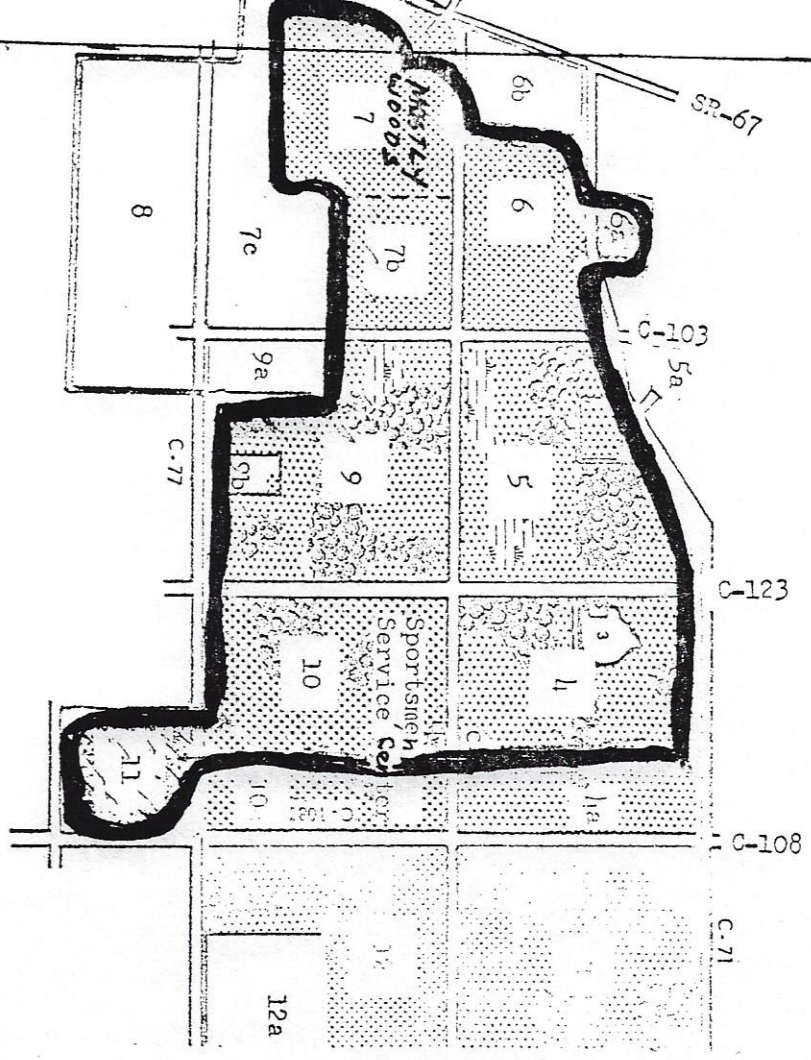 SR-67
6b
7
MOSTLY
WOODS
6
6a
8
7c
7b
C-103
5a
9a
9
5
9b
C-77
C-123
3
4
10
Sportsmen
Service Center
11
10
C-108
C-71
12a